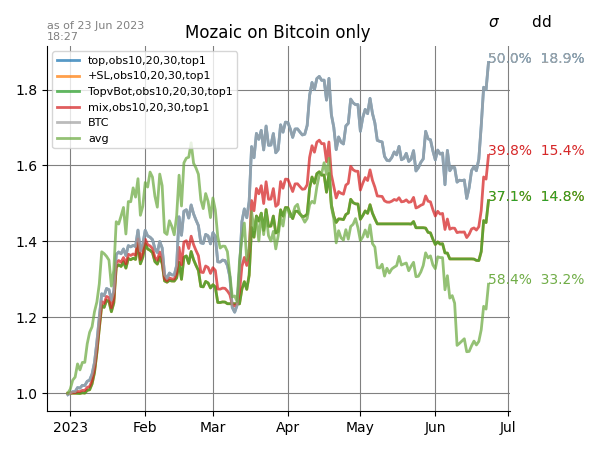 as of 23 Jun 2023
18:27
Mozaic on Bitcoin only
σ dd
top,obs10,20,30,top1
+SL,obs10,20,30,top1
TopvBot,obs10,20,30,top1
mix,obs10,20,30,top1
BTC
avg
50.0% 18.9%
39.8% 15.4%
37.1% 14.8%
58.4% 33.2%
1.8
1.6
1.4
1.2
1.0
2023 Feb Mar Apr May Jun Jul